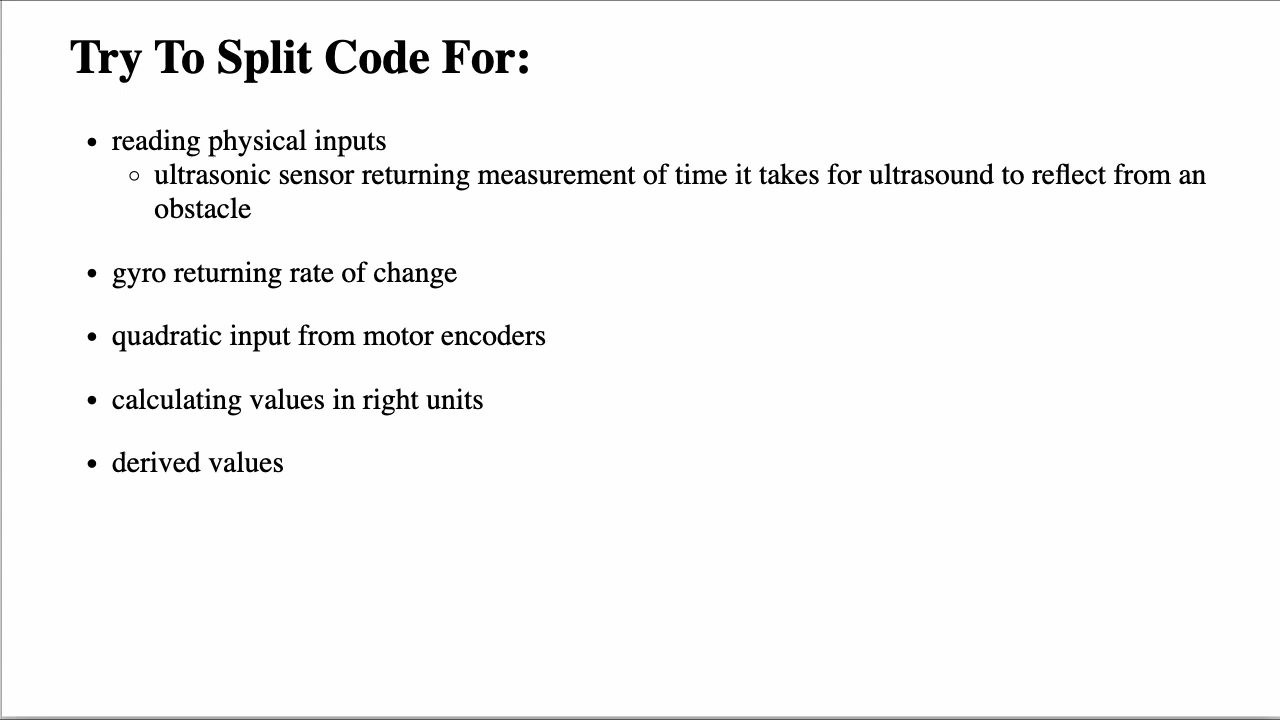 Try To Split Code For:
• reading physical inputs
◦ ultrasonic sensor returning measurement of time it takes for ultrasound to reflect from an
obstacle
• gyro returning rate of change
• quadratic input from motor encoders
• calculating values in right units
• derived values